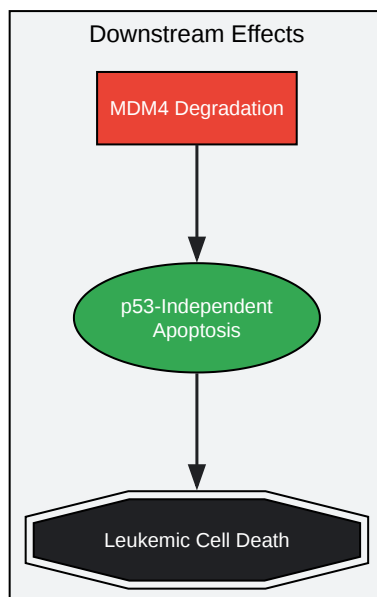 Downstream Effects
MDM4 Degradation
p53-Independent
Apoptosis
Leukemic Cell Death